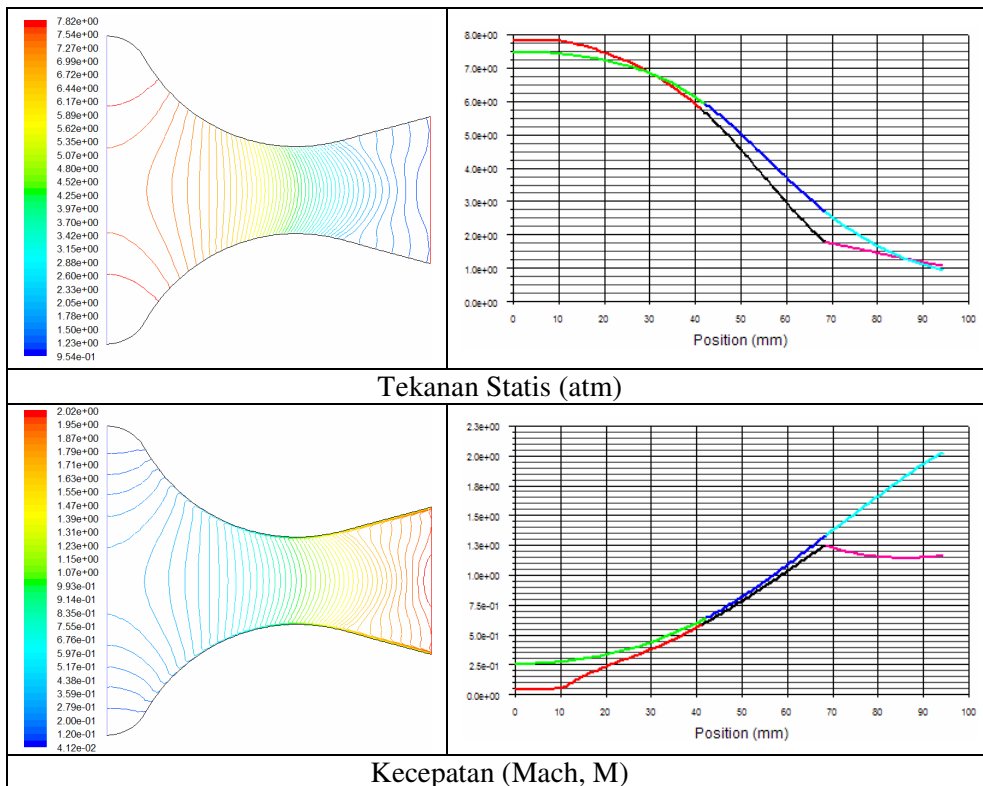 7.82e+00
7.54e+00
7.27e+00
6.99e+00
6.72e+00
6.44e+00
6.17e+00
5.89e+00
5.62e+00
5.35e+00
5.07e+00
4.80e+00
4.52e+00
4.25e+00
3.97e+00
3.70e+00
3.42e+00
3.15e+00
2.88e+00
2.60e+00
2.33e+00
2.05e+00
1.78e+00
1.50e+00
1.23e+00
9.54e-01
8.0e+00
7.0e+00
6.0e+00
5.0e+00
4.0e+00
3.0e+00
2.0e+00
1.0e+00
0.0e+00
0 10 20 30 40 50 60 70 80 90 100
Position (mm)
Tekanan Statis (atm)
2.02e+00
1.95e+00
1.87e+00
1.79e+00
1.71e+00
1.63e+00
1.55e+00
1.47e+00
1.39e+00
1.31e+00
1.23e+00
1.15e+00
1.07e+00
9.93e-01
9.14e-01
8.35e-01
7.55e-01
6.76e-01
5.97e-01
5.17e-01
4.38e-01
3.59e-01
2.79e-01
2.00e-01
1.20e-01
4.12e-02
2.3e+00
2.0e+00
1.8e+00
1.5e+00
1.3e+00
1.0e+00
7.5e-01
5.0e-01
2.5e-01
0.0e+00
0 10 20 30 40 50 60 70 80 90 100
Position (mm)
Kecepatan (Mach, M)